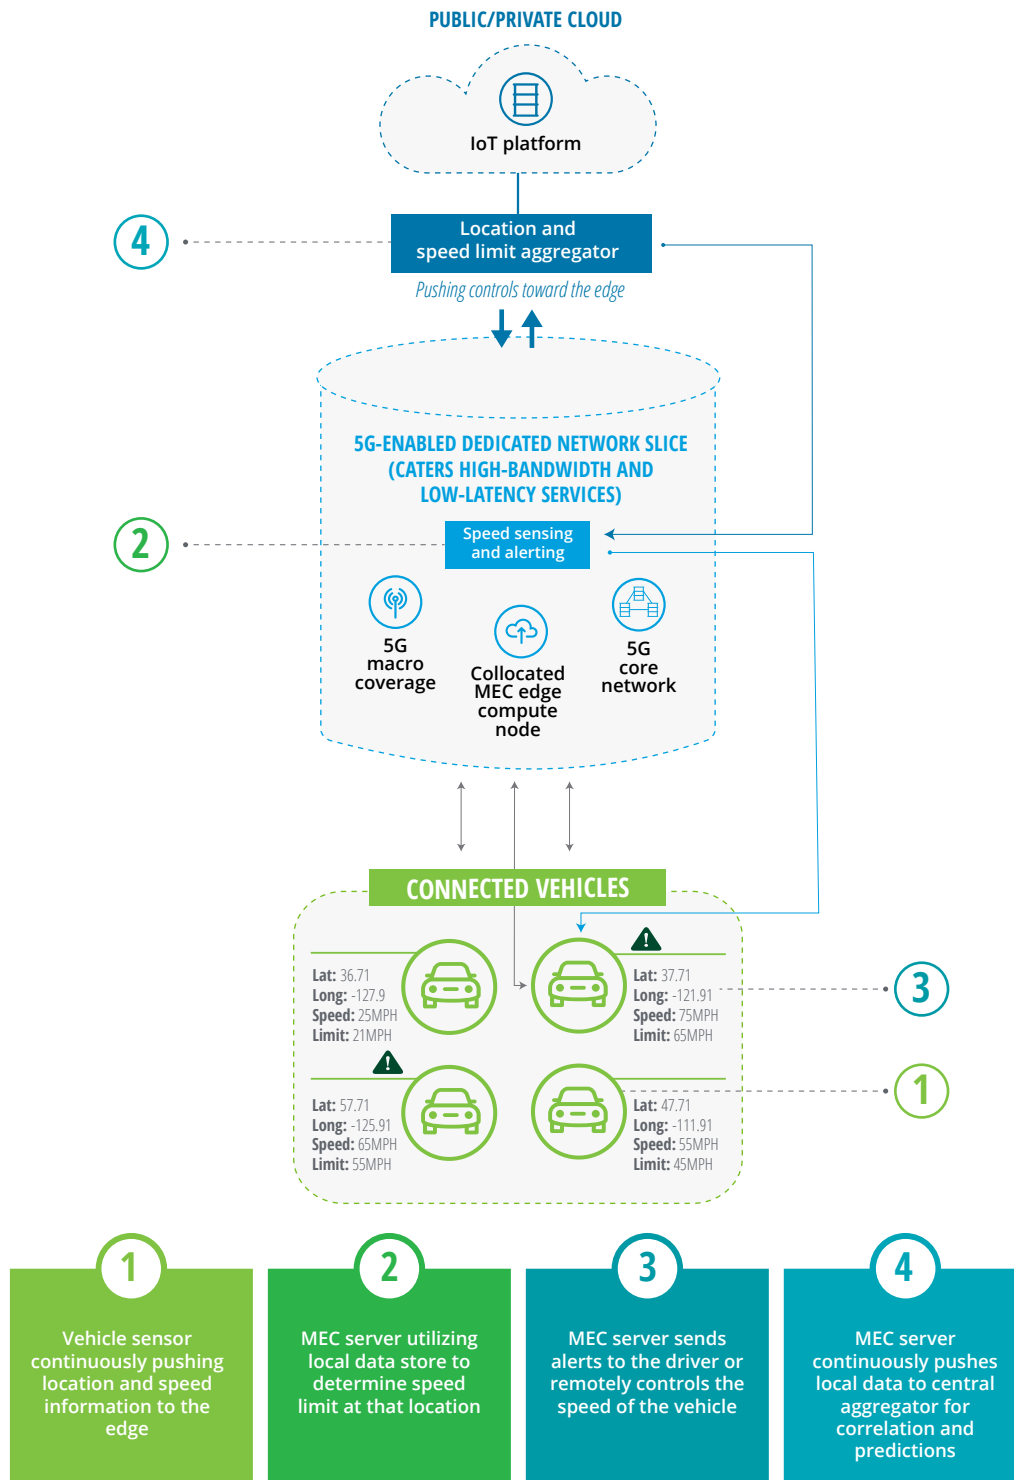 PUBLIC/PRIVATE CLOUD
IoT platform
4
Location and
speed limit aggregator
Pushing controls toward the edge
5G-ENABLED DEDICATED NETWORK SLICE
(CATERS HIGH-BANDWIDTH AND
LOW-LATENCY SERVICES)
2
Speed sensing
and alerting
5G
macro
coverage
Collocated
MEC edge
compute
node
5G
core
network
CONNECTED VEHICLES
Lat: 36.71
Long: -127.9
Speed: 25MPH
Limit: 21MPH
!
Lat: 37.71
Long: -121.91
Speed: 75MPH
Limit: 65MPH
3
!
Lat: 57.71
Long: -125.91
Speed: 65MPH
Limit: 55MPH
Lat: 47.71
Long: -111.91
Speed: 55MPH
Limit: 45MPH
1
1
Vehicle sensor
continuously pushing
location and speed
information to the
edge
2
MEC server utilizing
local data store to
determine speed
limit at that location
3
MEC server sends
alerts to the driver or
remotely controls the
speed of the vehicle
4
MEC server
continuously pushes
local data to central
aggregator for
correlation and
predictions